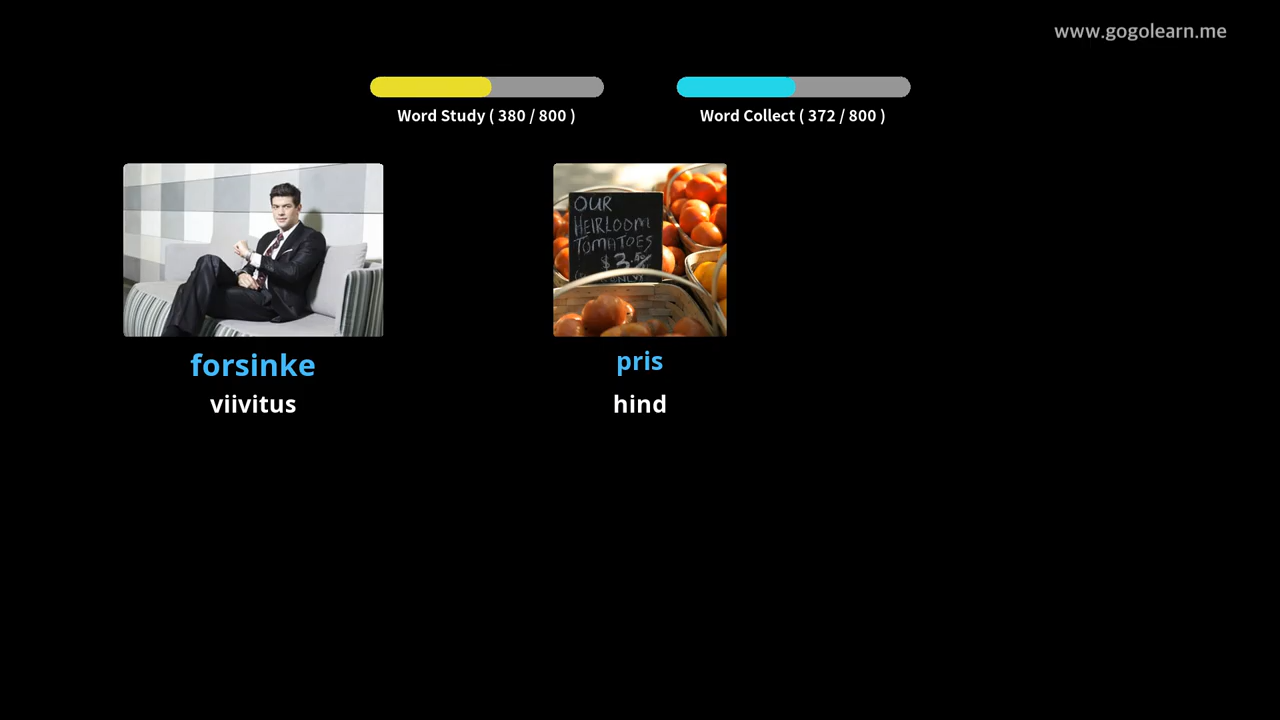 www.gogolearn.me
Word Study ( 380 / 800 )
Word Collect ( 372 / 800 )
OUR
HEIRLOOM
TOMATOES
forsinke
viivitus
pris
hind